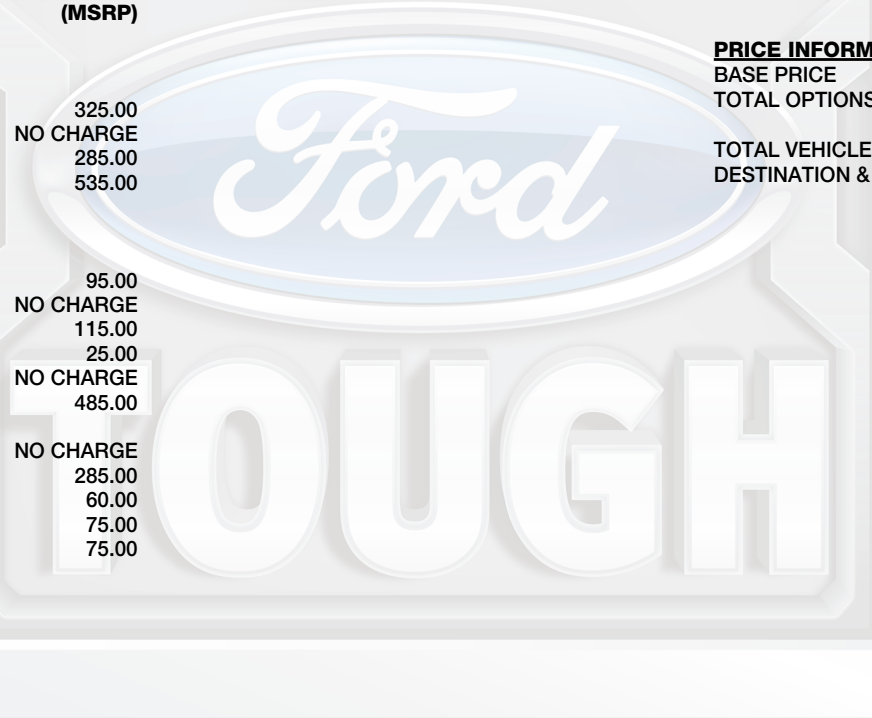 (MSRP)
325.00
NO CHARGE
285.00
535.00
95.00
NO CHARGE
115.00
25.00
NO CHARGE
485.00
NO CHARGE
285.00
60.00
75.00
75.00
PRICE INFORM
BASE PRICE
TOTAL OPTIONS
TOTAL VEHICLE
DESTINATION &
Ford
TOUGH